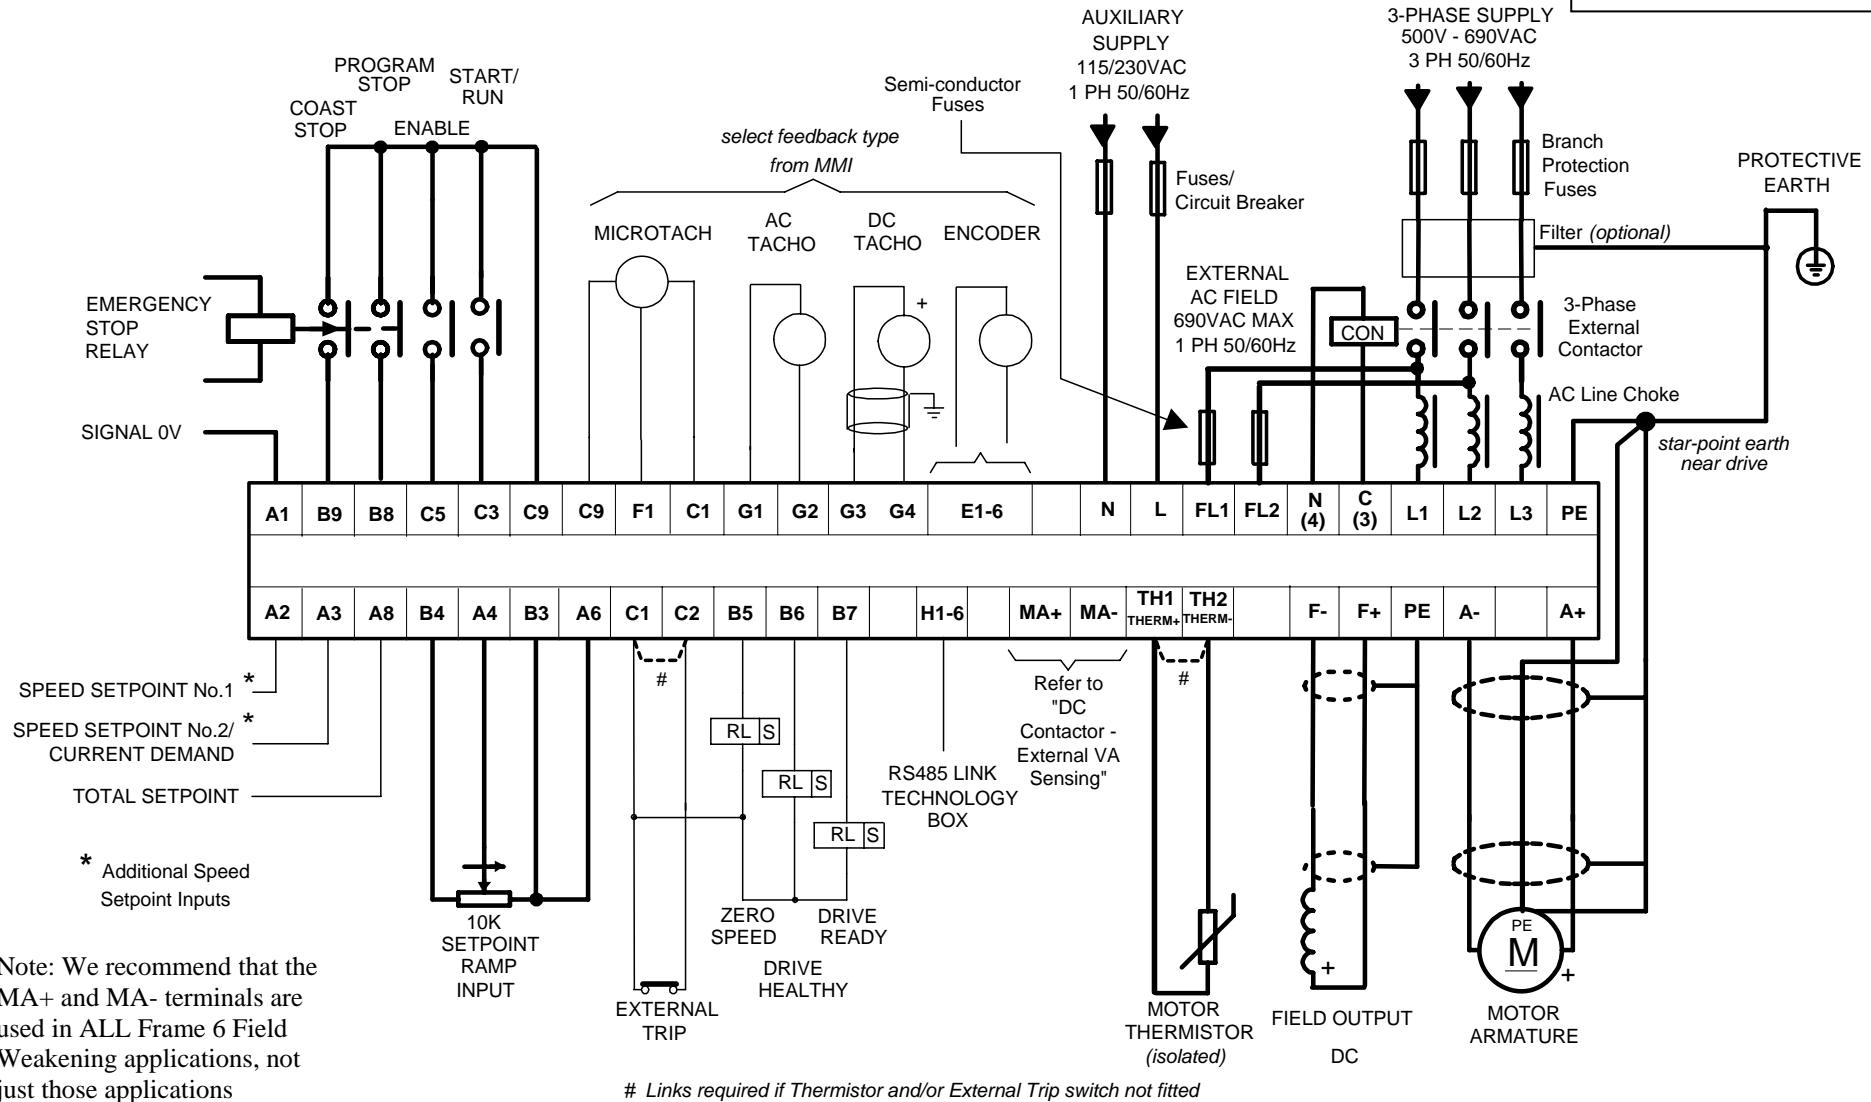 AUXILIARY
SUPPLY
115/230VAC
1 PH 50/60Hz
3-PHASE SUPPLY
500V - 690VAC
3 PH 50/60Hz
PROGRAM
STOP
START/
RUN
COAST
STOP
ENABLE
Semi-conductor
Fuses
select feedback type
from MMI
Fuses/
Circuit Breaker
Branch
Protection
Fuses
PROTECTIVE
EARTH
MICROTACH
AC
TACHO
DC
TACHO
ENCODER
Filter (optional)
EMERGENCY
STOP
RELAY
+
EXTERNAL
AC FIELD
690VAC MAX
1 PH 50/60Hz
CON
3-Phase
External
Contactor
AC Line Choke
SIGNAL 0V
star-point earth
near drive
A1 B9 B8 C5 C3 C9 C9 F1 C1 G1 G2 G3 G4 E1-6 N L FL1 FL2 N (4) C (3) L1 L2 L3 PE
A2 A3 A8 B4 A4 B3 A6 C1 C2 B5 B6 B7 H1-6 MA+ MA- TH1 THERM+ TH2 THERM- F- F+ PE A- A+
SPEED SETPOINT No.1 *
SPEED SETPOINT No.2/ *
CURRENT DEMAND
TOTAL SETPOINT
* Additional Speed
Setpoint Inputs
#
RL S
RL S
RL S
RS485 LINK
TECHNOLOGY
BOX
Refer to
"DC
Contactor -
External VA
Sensing"
#
10K
SETPOINT
RAMP
INPUT
EXTERNAL
TRIP
ZERO
SPEED
DRIVE
HEALTHY
DRIVE
READY
MOTOR
THERMISTOR
(isolated)
+
FIELD OUTPUT
DC
PE
M
+
MOTOR
ARMATURE
Note: We recommend that the
MA+ and MA- terminals are
used in ALL Frame 6 Field
Weakening applications, not
just those applications
# Links required if Thermistor and/or External Trip switch not fitted